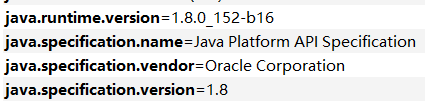 java.runtime.version=1.8.0_152-b16
java.specification.name=Java Platform API Specification
java.specification.vendor=Oracle Corporation
java.specification.version=1.8